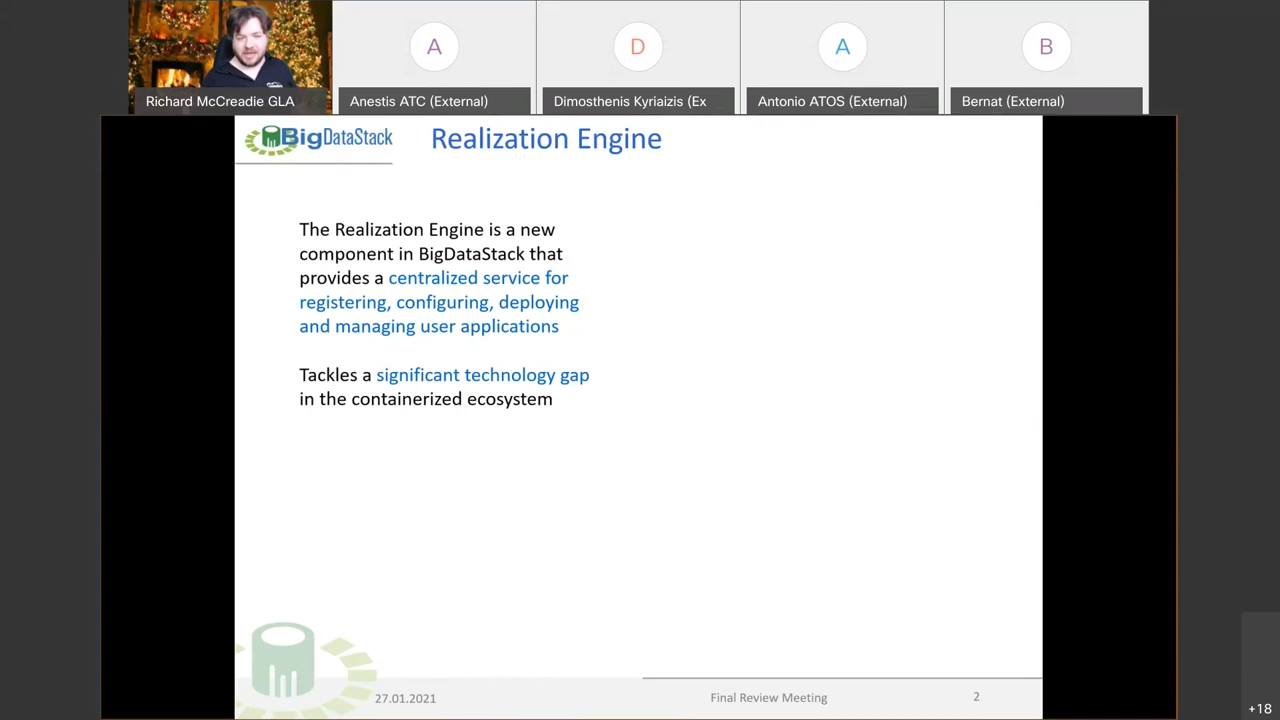 A
D
A
B
Richard McCreadie GLA
Anestis ATC (External)
Dimosthenis Kyriaizis (Ex
Antonio ATOS (External)
Bernat (External)
BigDataStack
Realization Engine
The Realization Engine is a new
component in BigDataStack that
provides a centralized service for
registering, configuring, deploying
and managing user applications
Tackles a significant technology gap
in the containerized ecosystem
27.01.2021
Final Review Meeting
2
+18